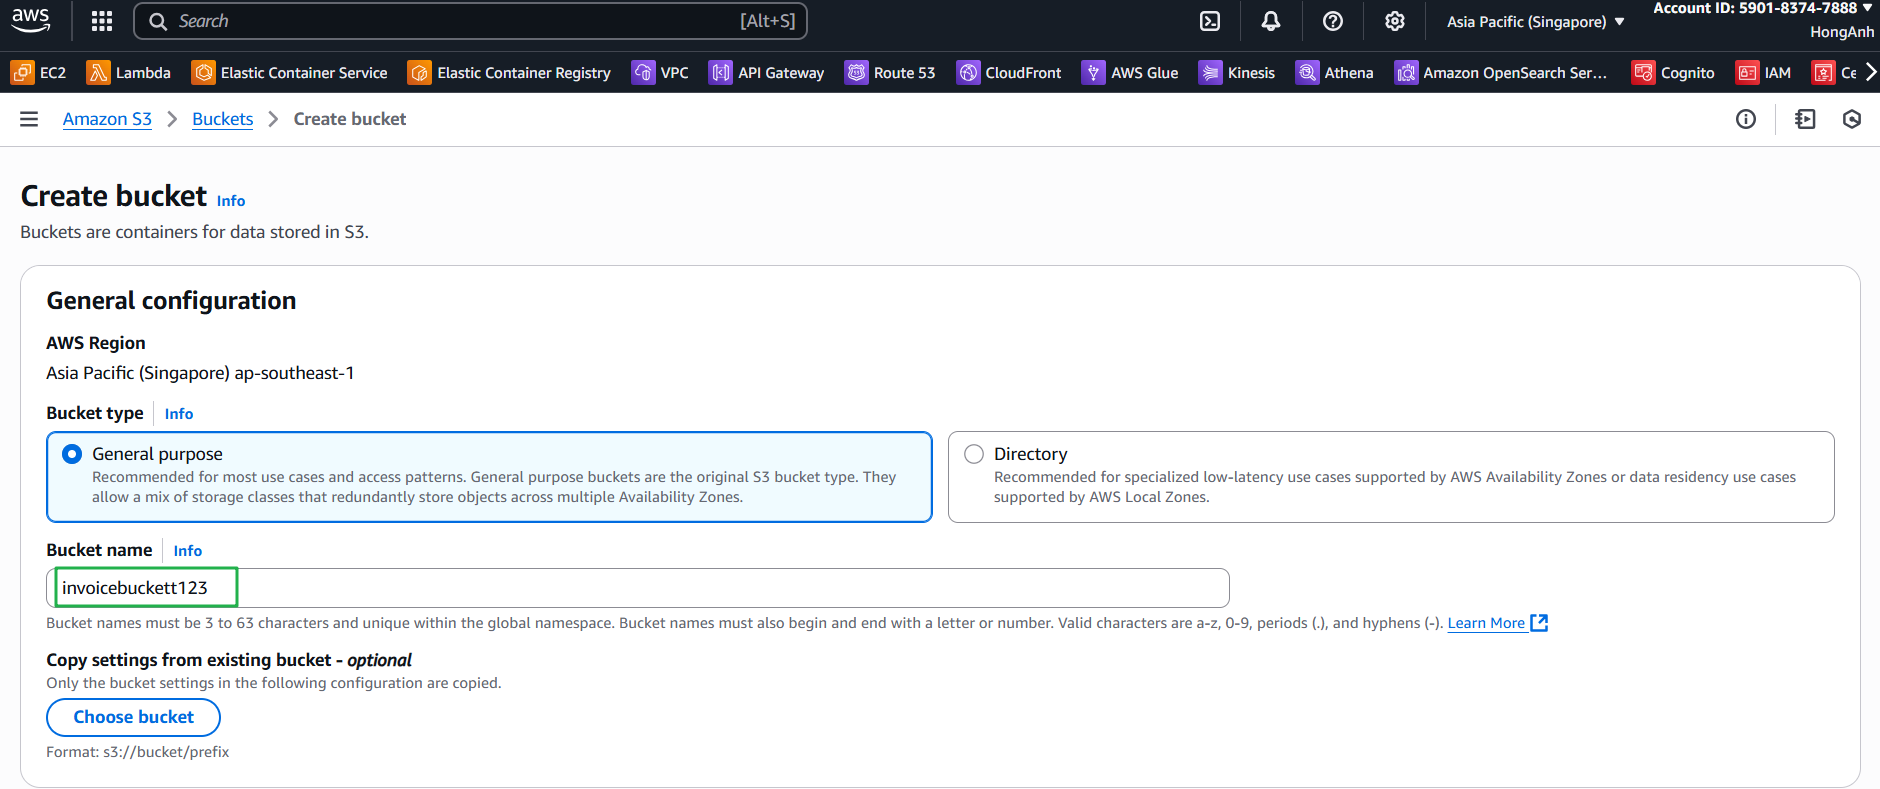 aws Search [Alt+S] Asia Pacific (Singapore) Account ID: 5901-8374-7888
HongAnh
EC2 Lambda Elastic Container Service Elastic Container Registry VPC API Gateway Route 53 CloudFront AWS Glue Kinesis Athena Amazon OpenSearch Ser... Cognito IAM Ce
Amazon S3 > Buckets > Create bucket
Create bucket Info
Buckets are containers for data stored in S3.
General configuration
AWS Region
Asia Pacific (Singapore) ap-southeast-1
Bucket type Info
General purpose
Recommended for most use cases and access patterns. General purpose buckets are the original S3 bucket type. They
allow a mix of storage classes that redundantly store objects across multiple Availability Zones.
Directory
Recommended for specialized low-latency use cases supported by AWS Availability Zones or data residency use cases
supported by AWS Local Zones.
Bucket name Info
invoicebuckett123
Bucket names must be 3 to 63 characters and unique within the global namespace. Bucket names must also begin and end with a letter or number. Valid characters are a-z, 0-9, periods (.), and hyphens (-). Learn More
Copy settings from existing bucket - optional
Only the bucket settings in the following configuration are copied.
Choose bucket
Format: s3://bucket/prefix